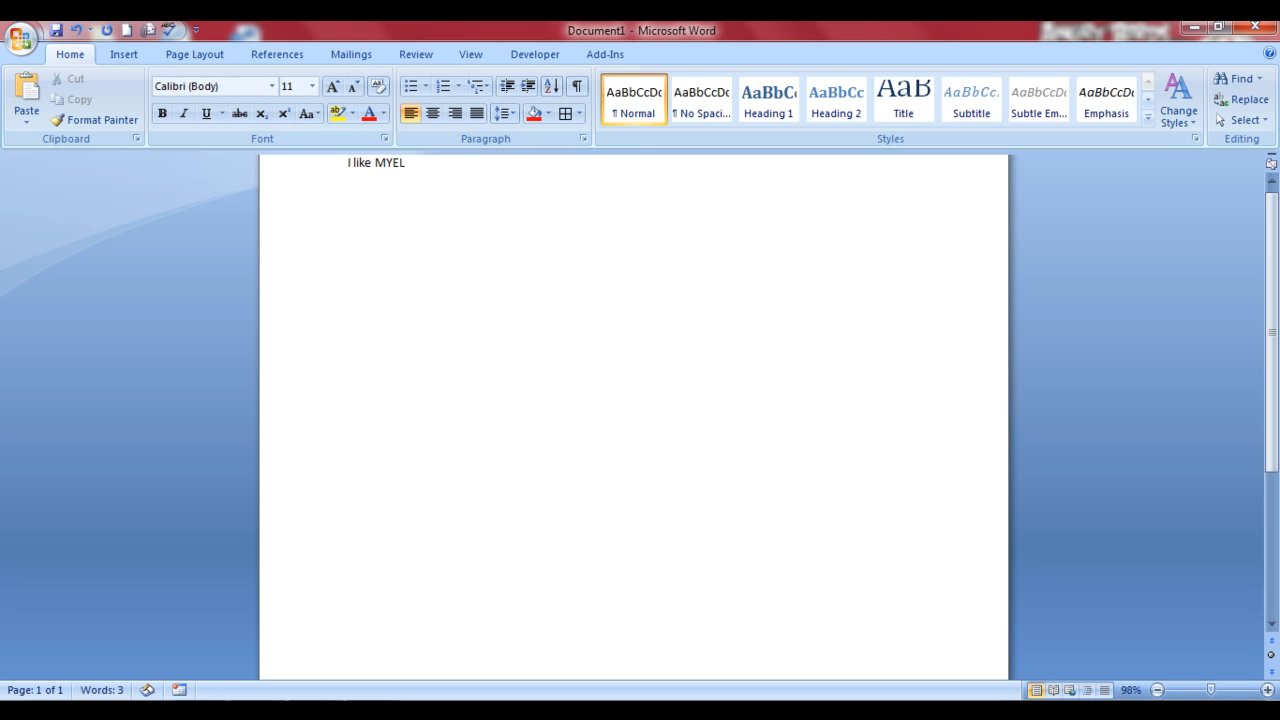 Document1 - Microsoft Word
Home Insert Page Layout References Mailings Review View Developer Add-Ins
Paste
Cut
Copy
Format Painter
Clipboard
Calibri (Body) 11
Font
Paragraph
AaBbCcDc AaBbCcDc AaBbCc AaBbCc AaB AaBbCc. AaBbCcDc AaBbCcDc
¶ Normal ¶ No Spaci... Heading 1 Heading 2 Title Subtitle Subtle Em... Emphasis
Change Styles
Styles
Find
Replace
Select
Editing
I like MYEL
Page: 1 of 1 Words: 3 98%